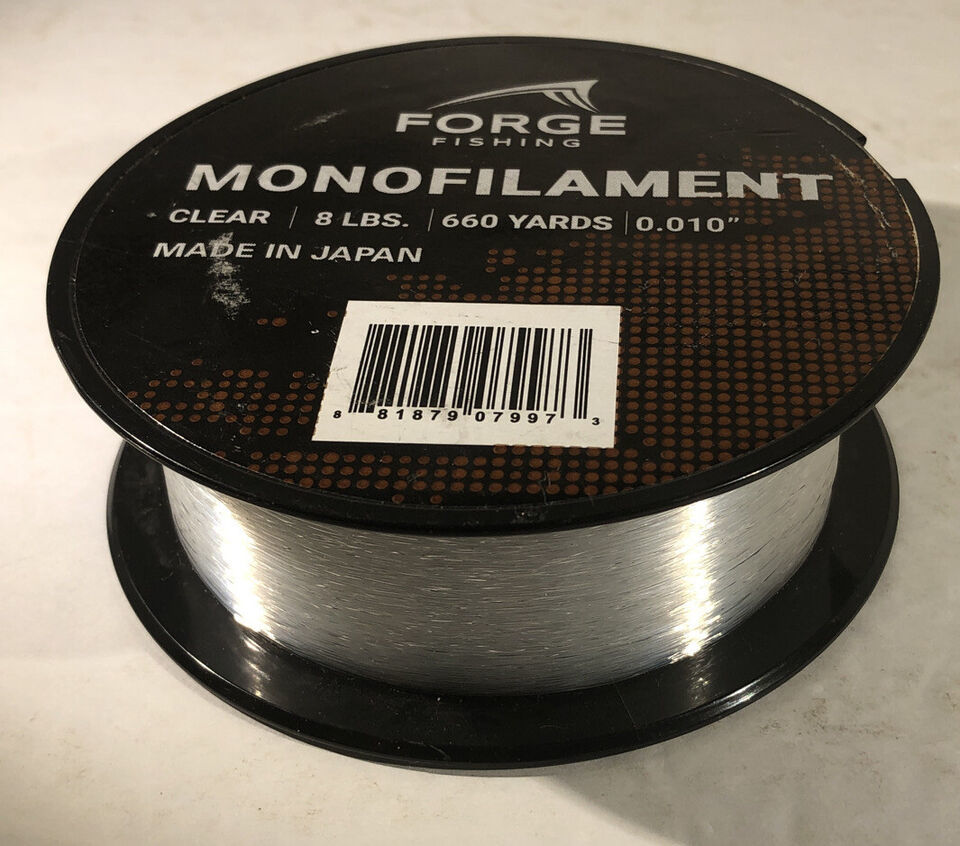 FORGE
FISHING
MONOFILAMENT
CLEAR | 8 LBS. | 660 YARDS | 0.010”
MADE IN JAPAN
8 81879 07997 3